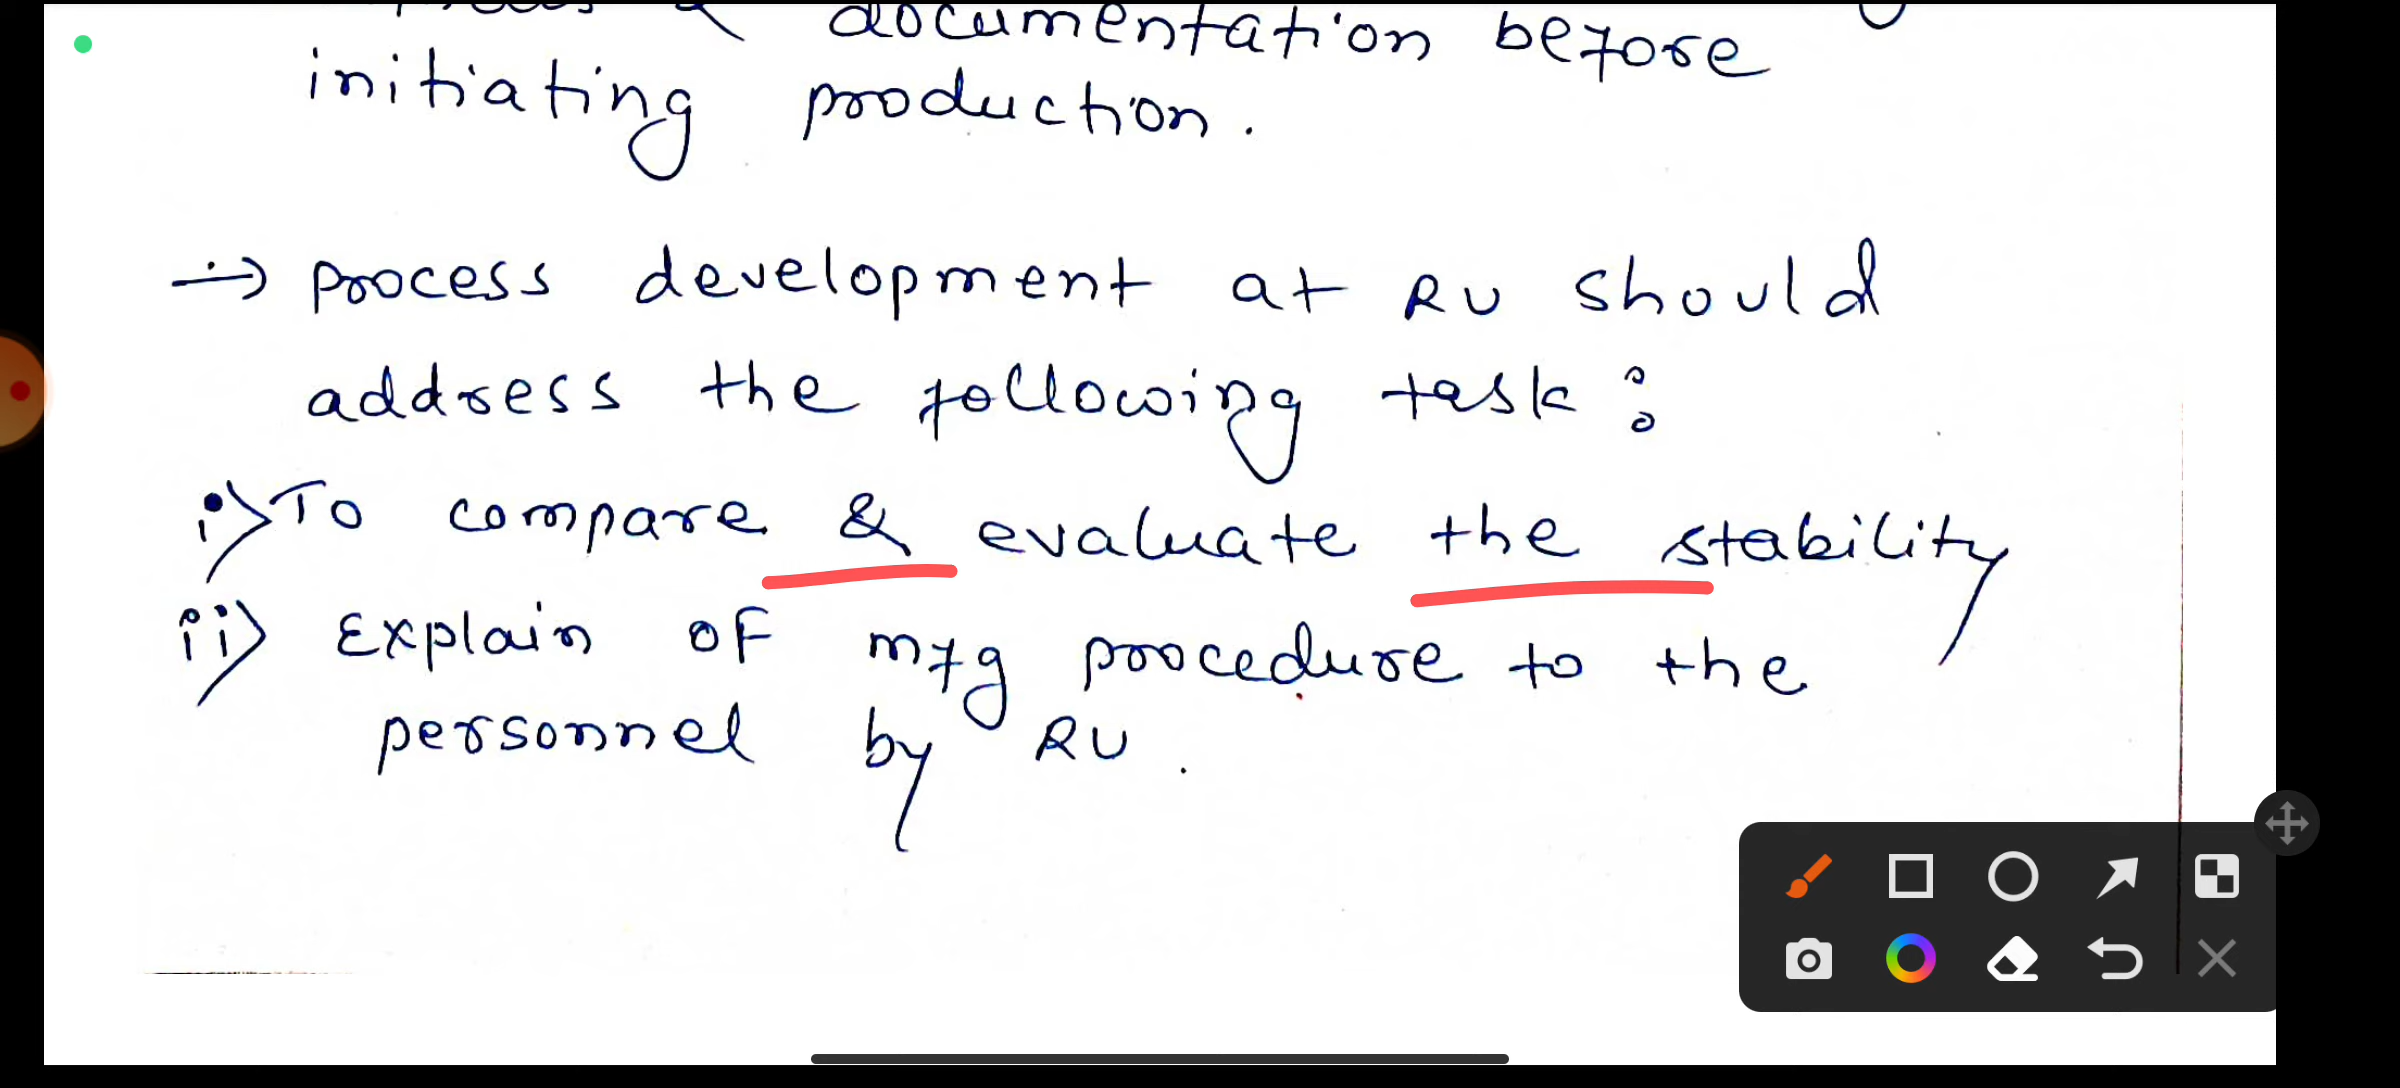 documentation before
initiating production.
→ process development at RU should
address the following task :
i) To compare & evaluate the stability
ii) Explain of mfg procedure to the
personnel by RU.